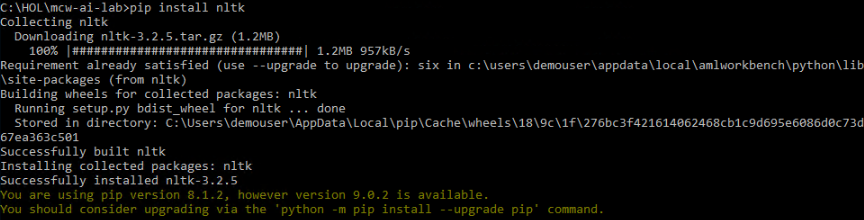 C:\HOL\mcw-ai-lab>pip install nltk
Collecting nltk
  Downloading nltk-3.2.5.tar.gz (1.2MB)
    100% |################################| 1.2MB 957kB/s
Requirement already satisfied (use --upgrade to upgrade): six in c:\users\demouser\appdata\local\amlworkbench\python\lib
\site-packages (from nltk)
Building wheels for collected packages: nltk
  Running setup.py bdist_wheel for nltk ... done
  Stored in directory: C:\Users\demouser\AppData\Local\pip\Cache\wheels\18\9c\1f\276bc3f421614062468cb1c9d695e6086d0c73d
67ea363c501
Successfully built nltk
Installing collected packages: nltk
Successfully installed nltk-3.2.5
You are using pip version 8.1.2, however version 9.0.2 is available.
You should consider upgrading via the 'python -m pip install --upgrade pip' command.